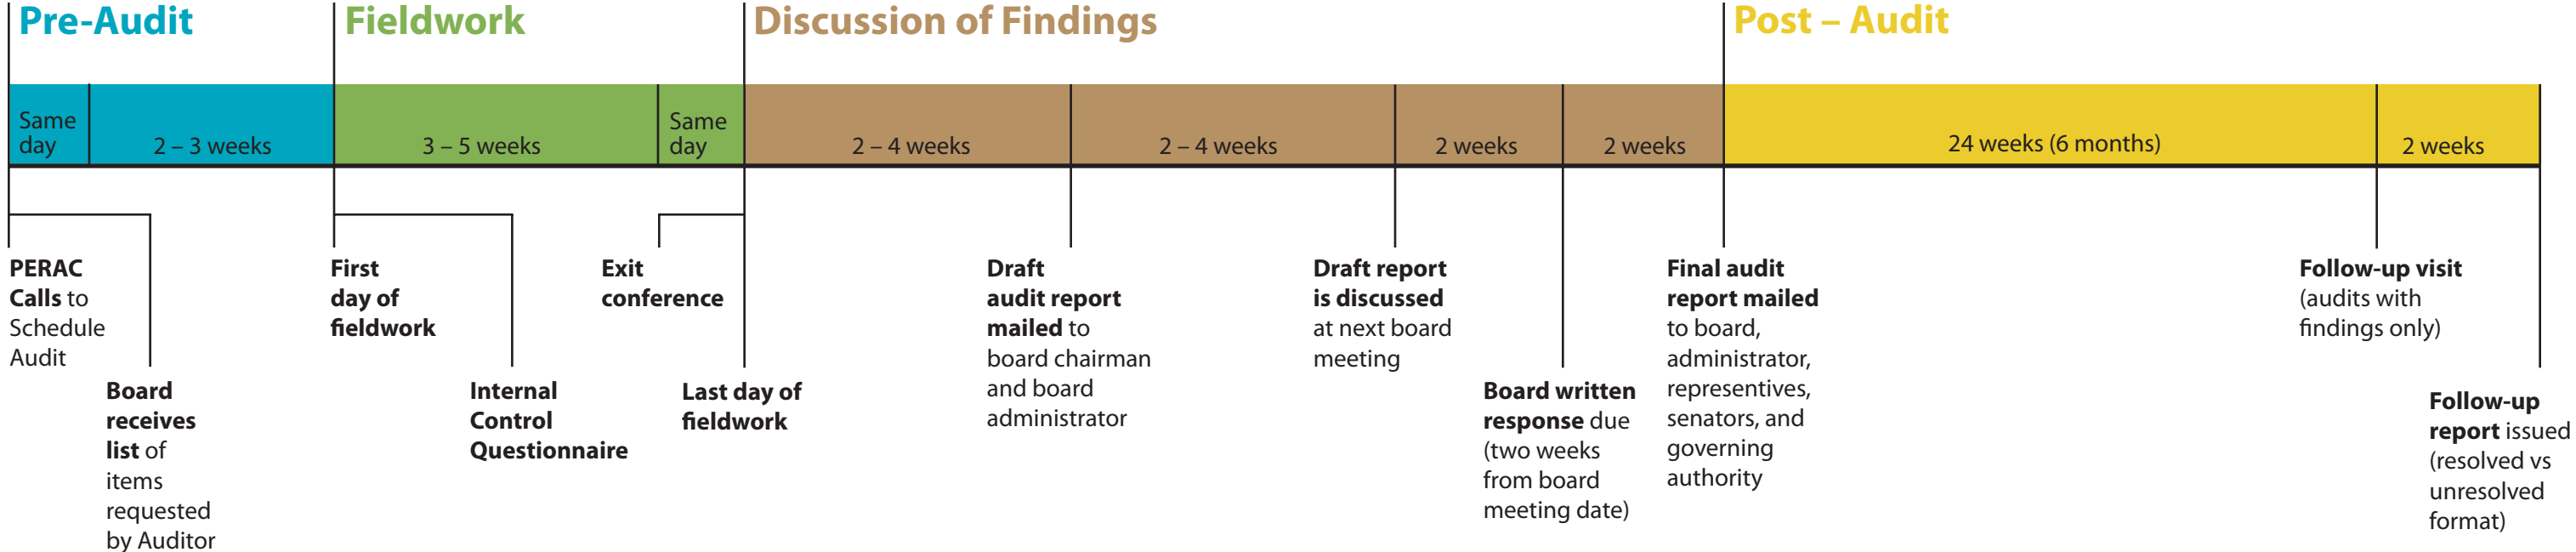 Pre-Audit
Fieldwork
Discussion of Findings
Post – Audit
Same
day
2 – 3 weeks
3 – 5 weeks
Same
day
2 – 4 weeks
2 – 4 weeks
2 weeks
2 weeks
24 weeks (6 months)
2 weeks
PERAC
Calls to
Schedule
Audit
Board
receives
list of
items
requested
by Auditor
First
day of
fieldwork
Internal
Control
Questionnaire
Exit
conference
Last day of
fieldwork
Draft
audit report
mailed to
board chairman
and board
administrator
Draft report
is discussed
at next board
meeting
Board written
response due
(two weeks
from board
meeting date)
Final audit
report mailed
to board,
administrator,
representives,
senators, and
governing
authority
Follow-up visit
(audits with
findings only)
Follow-up
report issued
(resolved vs
unresolved
format)